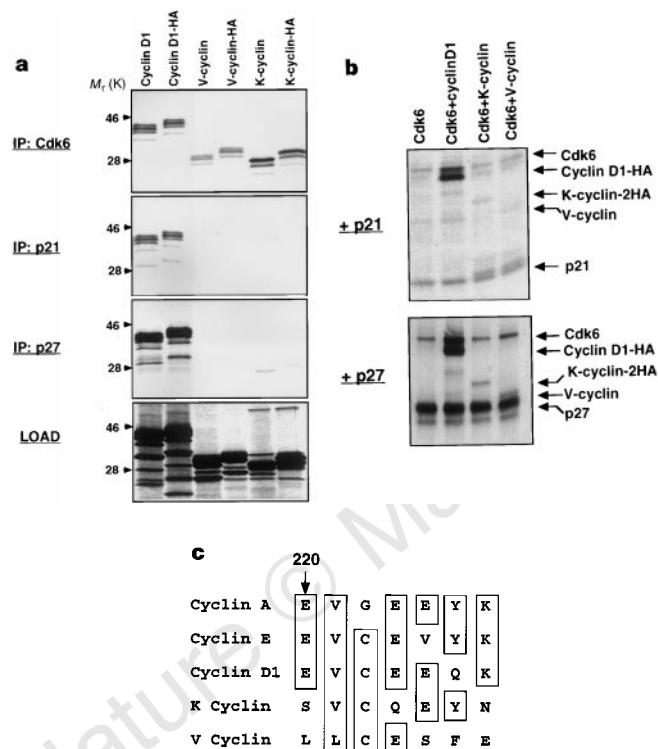 a
Cyclin D1
Cyclin D1-HA
V-cyclin
V-cyclin-HA
K-cyclin
K-cyclin-HA
Mr (K)
IP: Cdk6
46
28
IP: p21
46
28
IP: p27
46
28
LOAD
46
28
b
Cdk6
Cdk6+cyclinD1
Cdk6+K-cyclin
Cdk6+V-cyclin
+ p21
Cdk6
Cyclin D1-HA
K-cyclin-2HA
V-cyclin
p21
+ p27
Cdk6
Cyclin D1-HA
K-cyclin-2HA
V-cyclin
p27
c
220
Cyclin A E V G E E Y K
Cyclin E E V C E V Y K
Cyclin D1 E V C E E Q K
K Cyclin S V C Q E Y N
V Cyclin L L C E S F E
ature © M